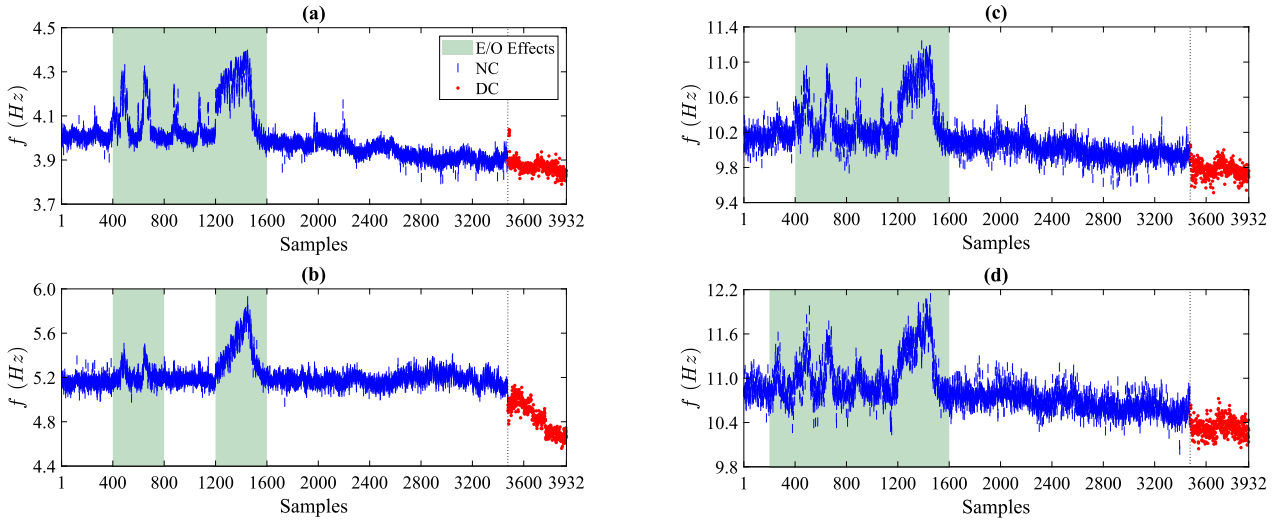 (a)
4.5
4.3
4.1
3.9
3.7
f (Hz)
E/O Effects
NC
DC
1 400 800 1200 1600 2000 2400 2800 3200 3600 3932
Samples
(c)
11.4
11.0
10.6
10.2
9.8
9.4
f (Hz)
1 400 800 1200 1600 2000 2400 2800 3200 3600 3932
Samples
(b)
6.0
5.6
5.2
4.8
4.4
f (Hz)
1 400 800 1200 1600 2000 2400 2800 3200 3600 3932
Samples
(d)
12.2
11.6
11.0
10.4
9.8
f (Hz)
1 400 800 1200 1600 2000 2400 2800 3200 3600 3932
Samples